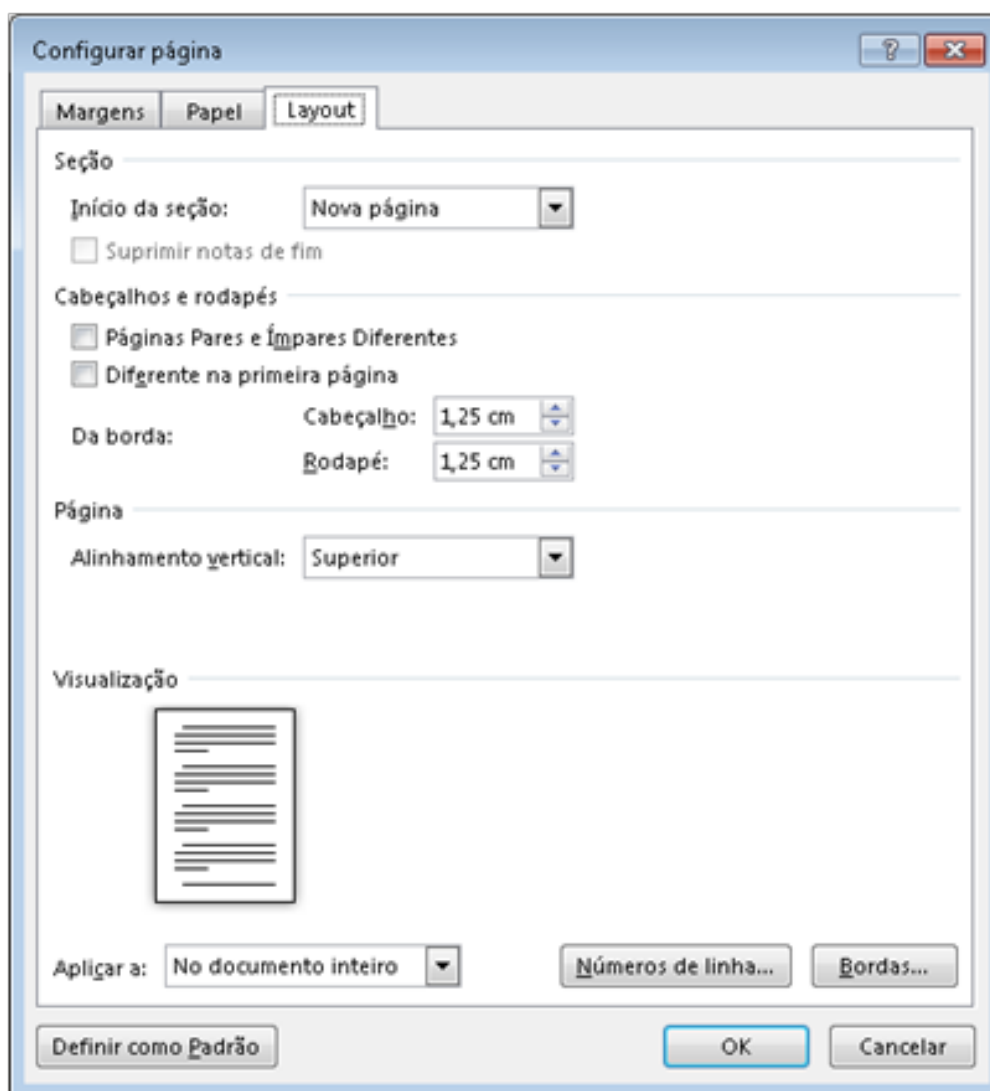 Configurar página
Margens Papel Layout
Seção
Início da seção: Nova página
Suprimir notas de fim
Cabeçalhos e rodapés
Páginas Pares e Ímpares Diferentes
Diferente na primeira página
Cabeçalho: 1,25 cm
Da borda:
Rodapé: 1,25 cm
Página
Alinhamento vertical: Superior
Visualização
Aplicar a: No documento inteiro Números de linha... Bordas...
Definir como Padrão OK Cancelar